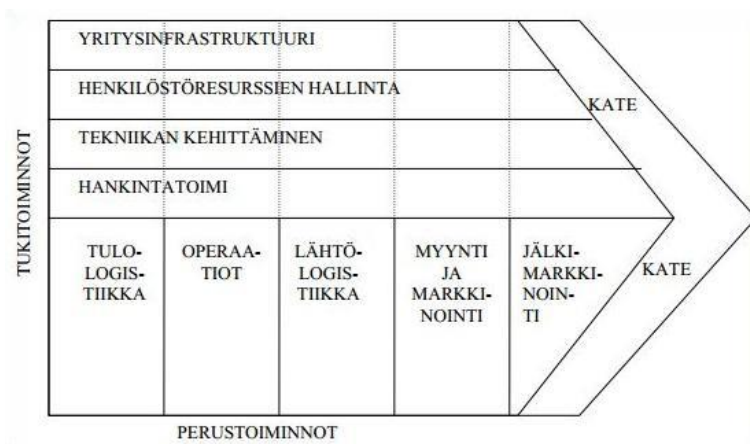 YRITYSINFRASTRUKTUURI
HENKILÖSTÖRESURSSIEN HALLINTA
KATE
TEKNIIKAN KEHITTÄMINEN
HANKINTATOIMI
TUKITOIMINNOT
TULO-
LOGIS-
TIIKKA
OPERAA-
TIOT
LÄHTÖ-
LOGIS-
TIIKKA
MYYNTI
JA
MARKKI-
NOINTI
JÄLKI-
MARKKI-
NOIN-
TI
KATE
PERUSTOIMINNOT